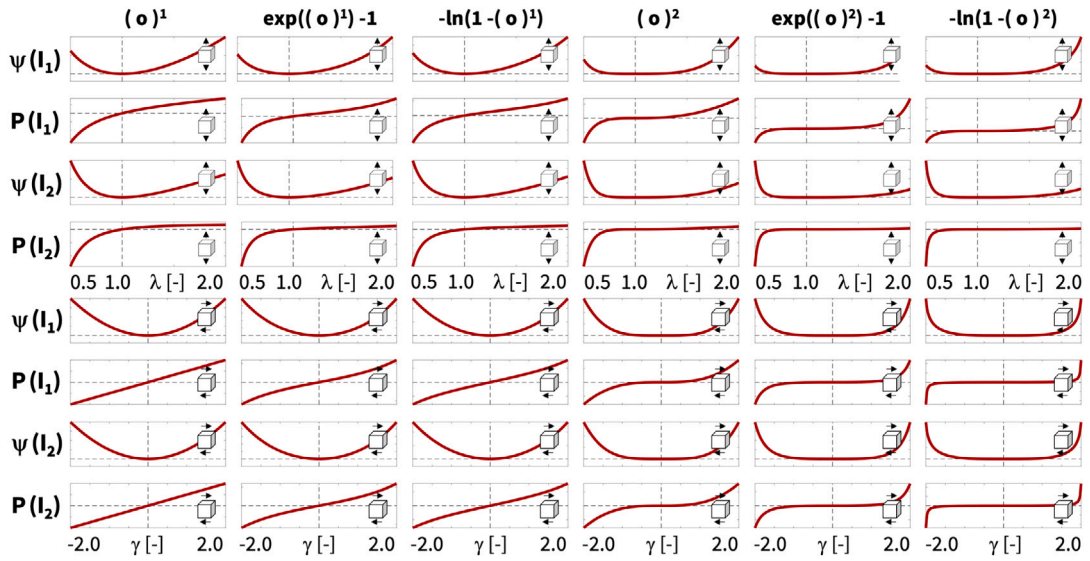 ( o )¹ exp(( o )¹) -1 -ln(1 -( o )¹) ( o )² exp(( o )²) -1 -ln(1 -( o ) ²)
ψ (I₁)
P (I₁)
ψ (I₂)
P (I₂)
0.5 1.0 λ [-] 2.0 0.5 1.0 λ [-] 2.0 0.5 1.0 λ [-] 2.0 0.5 1.0 λ [-] 2.0 0.5 1.0 λ [-] 2.0 0.5 1.0 λ [-] 2.0
ψ (I₁)
P (I₁)
ψ (I₂)
P (I₂)
-2.0 γ [-] 2.0 -2.0 γ [-] 2.0 -2.0 γ [-] 2.0 -2.0 γ [-] 2.0 -2.0 γ [-] 2.0 -2.0 γ [-] 2.0